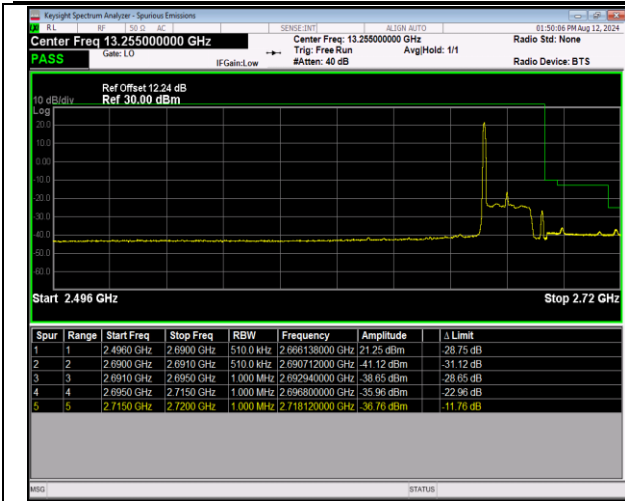 Keysight Spectrum Analyzer - Spurious Emissions
RL RF 50 Ω AC SENSE:INT ALIGN AUTO 01:50:06 PM Aug 12, 2024
Center Freq 13.255000000 GHz Center Freq: 13.255000000 GHz Radio Std: None
PASS Gate: LO IFGain:Low Trig: Free Run Avg|Hold: 1/1
#Atten: 40 dB Radio Device: BTS
Ref Offset 12.24 dB
10 dB/div Ref 30.00 dBm
Log
20.0
10.0
0.00
-10.0
-20.0
-30.0
-40.0
-50.0
-60.0
Start 2.496 GHz Stop 2.72 GHz
Spur Range Start Freq Stop Freq RBW Frequency Amplitude Δ Limit
1 1 2.4960 GHz 2.6900 GHz 510.0 kHz 2.666138000 GHz 21.25 dBm -28.75 dB
2 2 2.6900 GHz 2.6910 GHz 510.0 kHz 2.690712000 GHz -41.12 dBm -31.12 dB
3 3 2.6910 GHz 2.6950 GHz 1.000 MHz 2.692940000 GHz -38.65 dBm -28.65 dB
4 4 2.6950 GHz 2.7150 GHz 1.000 MHz 2.696800000 GHz -35.96 dBm -22.96 dB
5 5 2.7150 GHz 2.7200 GHz 1.000 MHz 2.718120000 GHz -36.76 dBm -11.76 dB
MSG STATUS